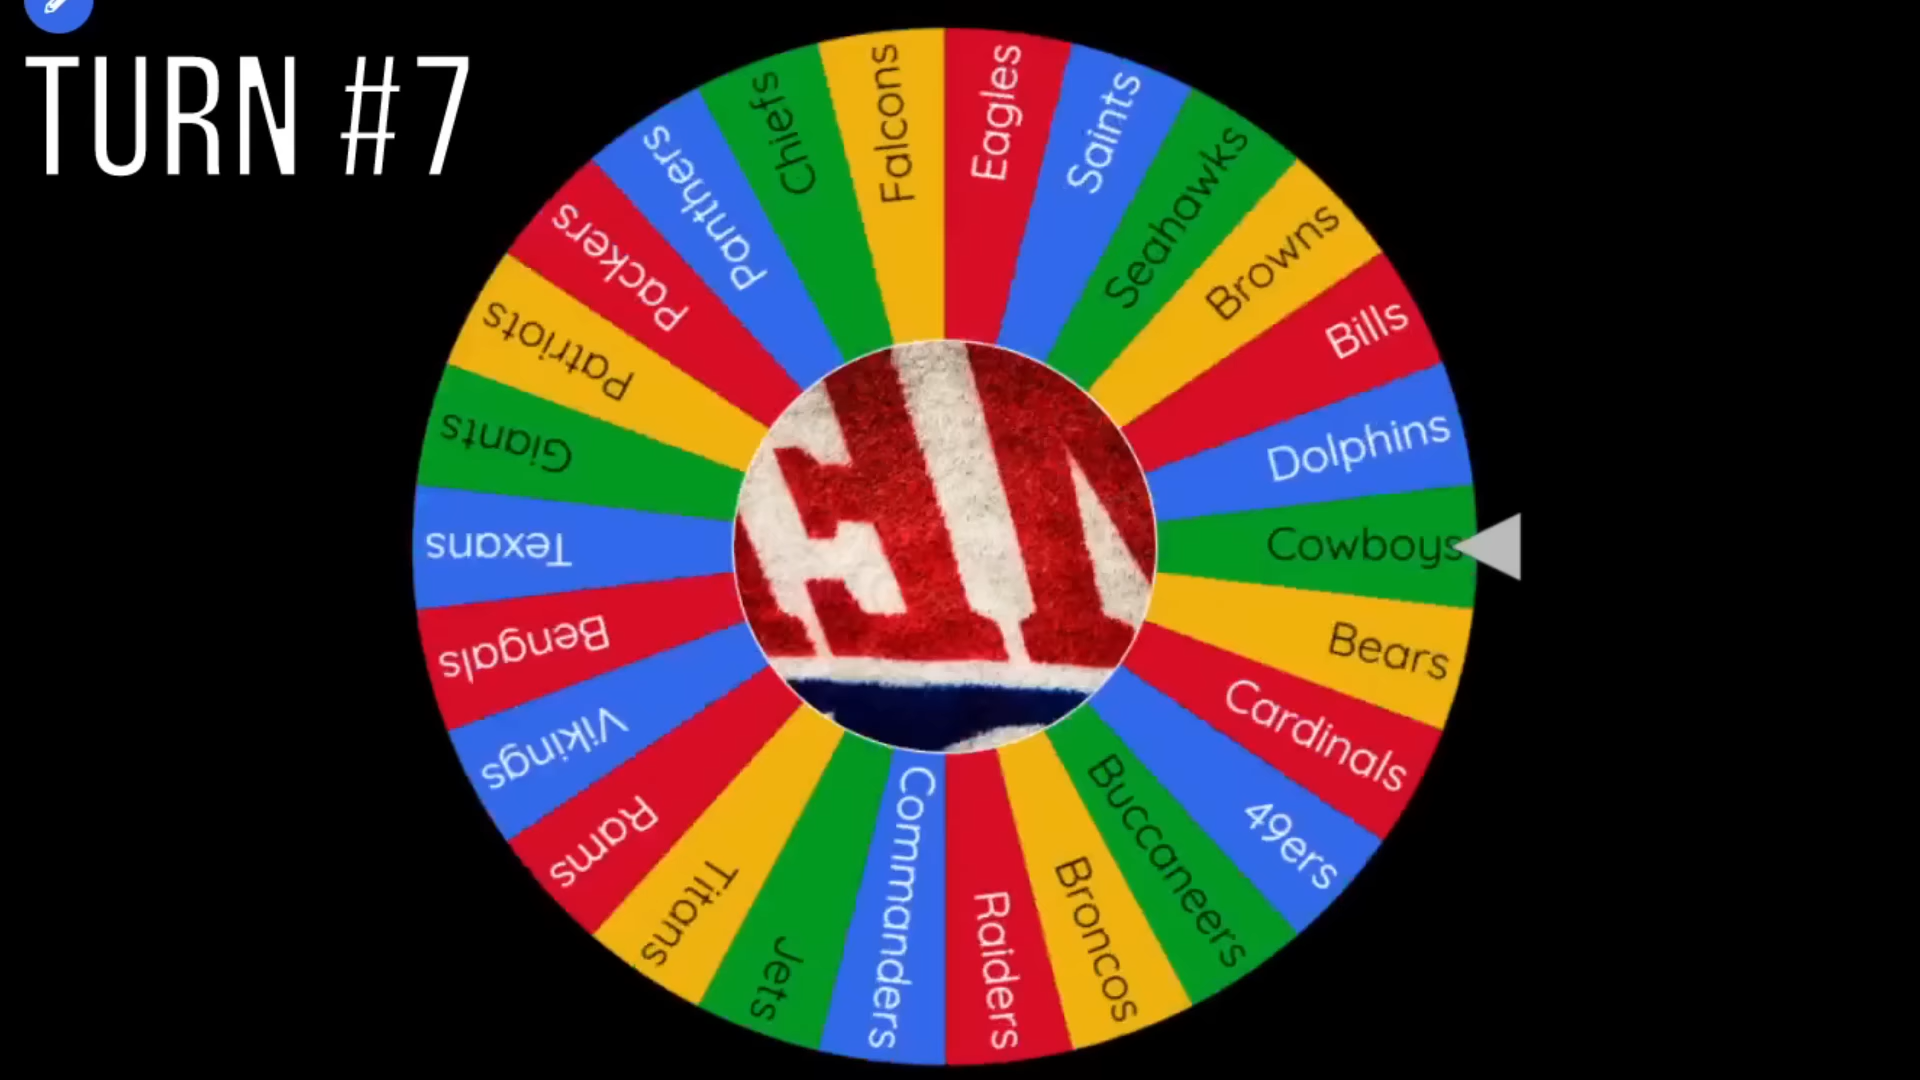 TURN #7
Eagles
Saints
Seahawks
Browns
Bills
Dolphins
Cowboys
Bears
Cardinals
49ers
Buccaneers
Broncos
Raiders
Commanders
Jets
Titans
Rams
Vikings
Bengals
Texans
Giants
Patriots
Packers
Panthers
Chiefs
Falcons